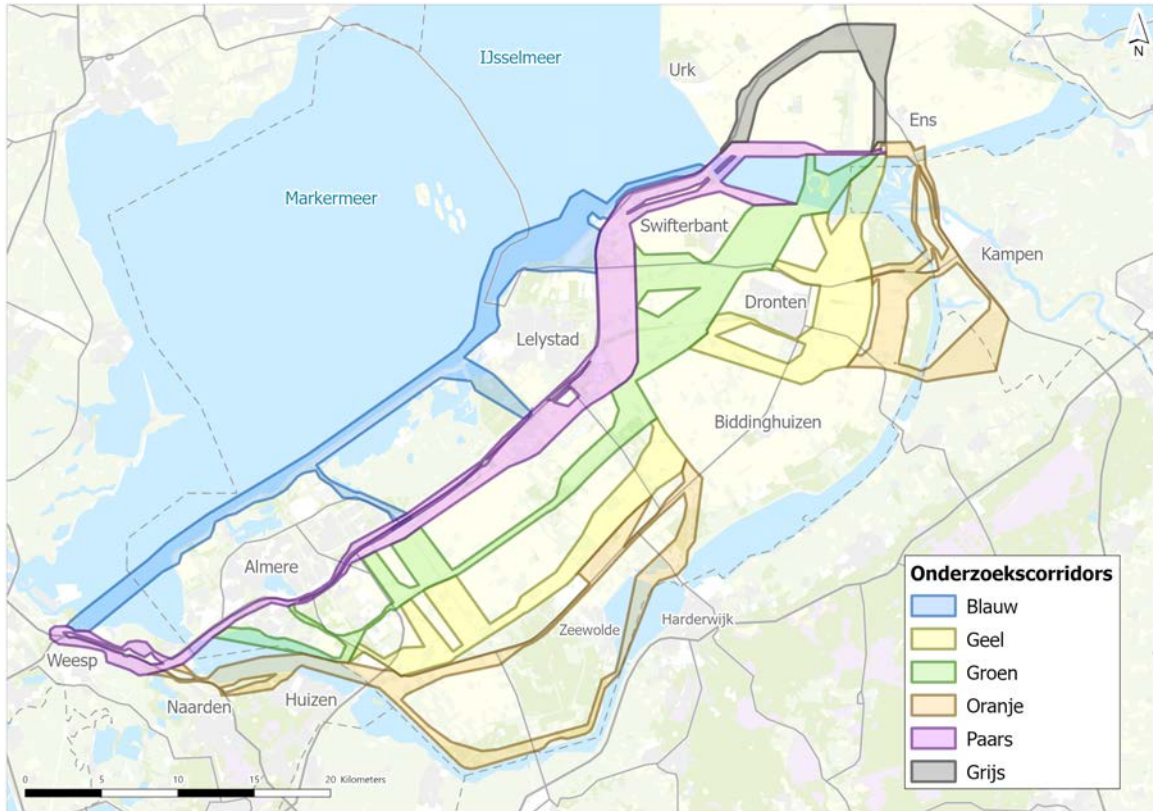 IJsselmeer
Urk
N
Ens
Markermeer
Swifterbant
Kampen
Dronten
Lelystad
Biddinghuizen
Almere
Zeewolde
Harderwijk
Weesp
Huizen
Naarden
Onderzoekscorridors
Blauw
Geel
Groen
Oranje
Paars
Grijs
0 5 10 15 20 Kilometers